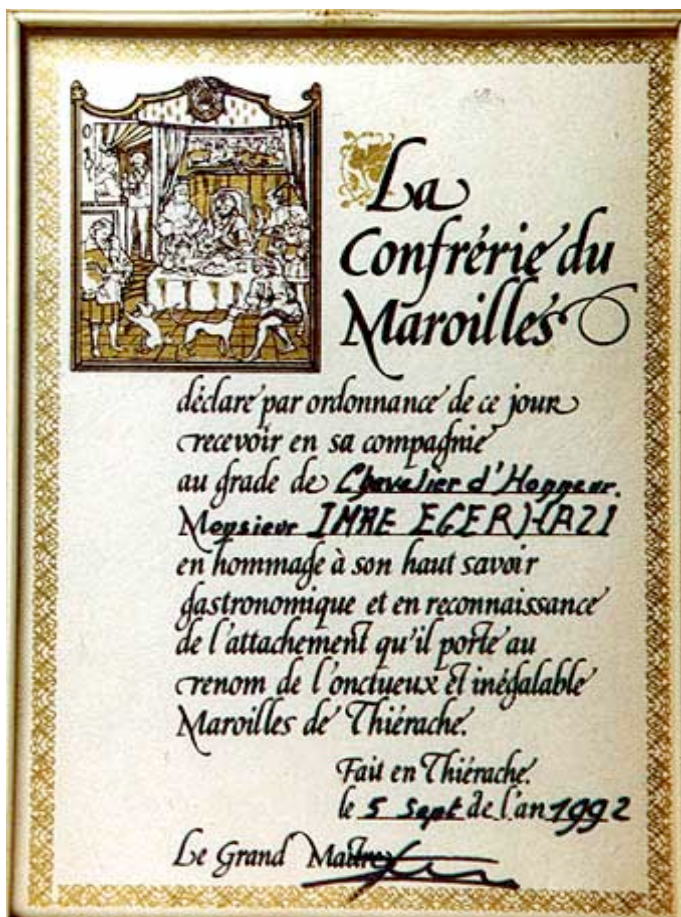 La
Confrérie du
Maroilles
déclare par ordonnance de ce jour
recevoir en sa compagnie
au grade de Chevalier d'Honneur.
Monsieur IMRE EGERHAZI
en hommage à son haut savoir
gastronomique et en reconnaissance
de l'attachement qu'il porte au
renom de l'onctueux et inégalable
Maroilles de Thiérache.
Fait en Thiérache.
le 5 Sept de l'an 1992
Le Grand Maître